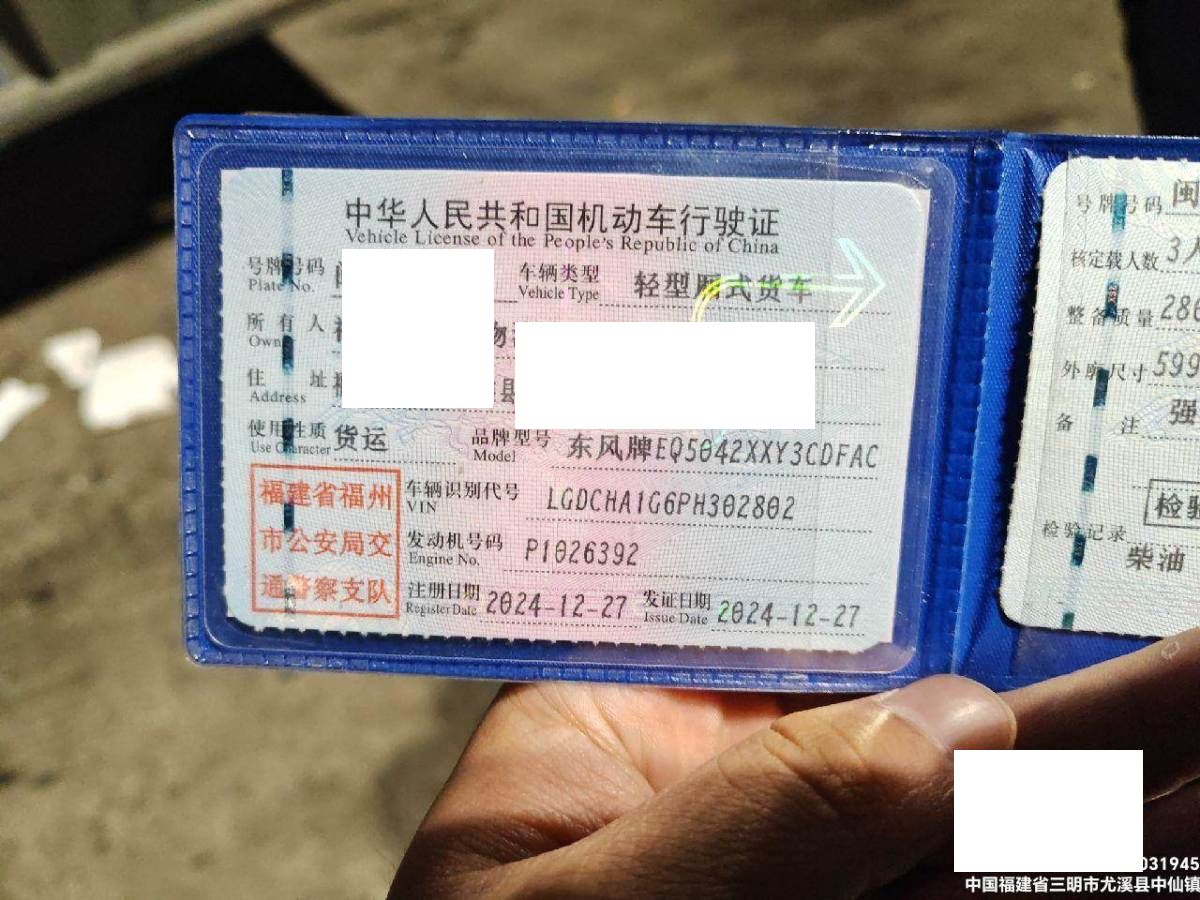 中华人民共和国机动车行驶证
Vehicle License of the People's Republic of China
号牌号码
Plate No.
车辆类型 轻型厢式货车
Vehicle Type
所有人
Owner
物
住址
Address
县
使用性质 货运
Use Character
品牌型号 东风牌EQ5042XXY3CDFAC
Model
福建省福州
市公安局交
通警察支队
车辆识别代号 LGDCHA1G6PH302802
VIN
发动机号码 P1026392
Engine No.
注册日期 2024-12-27
Register Date
发证日期 2024-12-27
Issue Date
号牌号码 闽
核定载人数 3
整备质量 280
外廓尺寸 599
备注 强
检验
检验记录
柴油
031945
中国福建省三明市尤溪县中仙镇